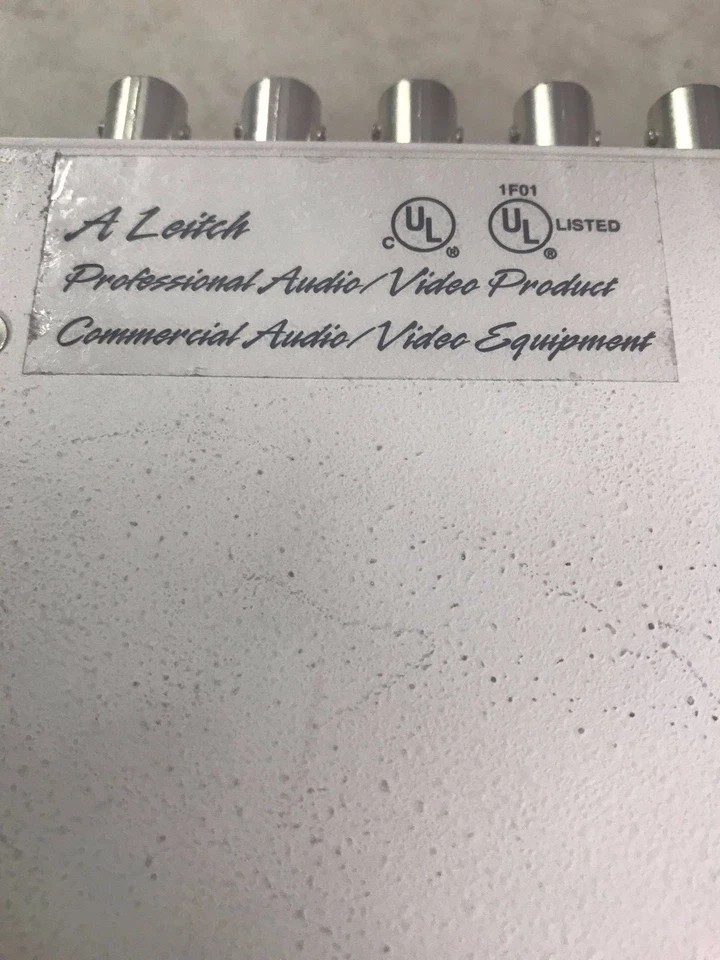 1F01
A Leitch C UL ® UL ® LISTED
Professional Audio/Video Product
Commercial Audio/Video Equipment